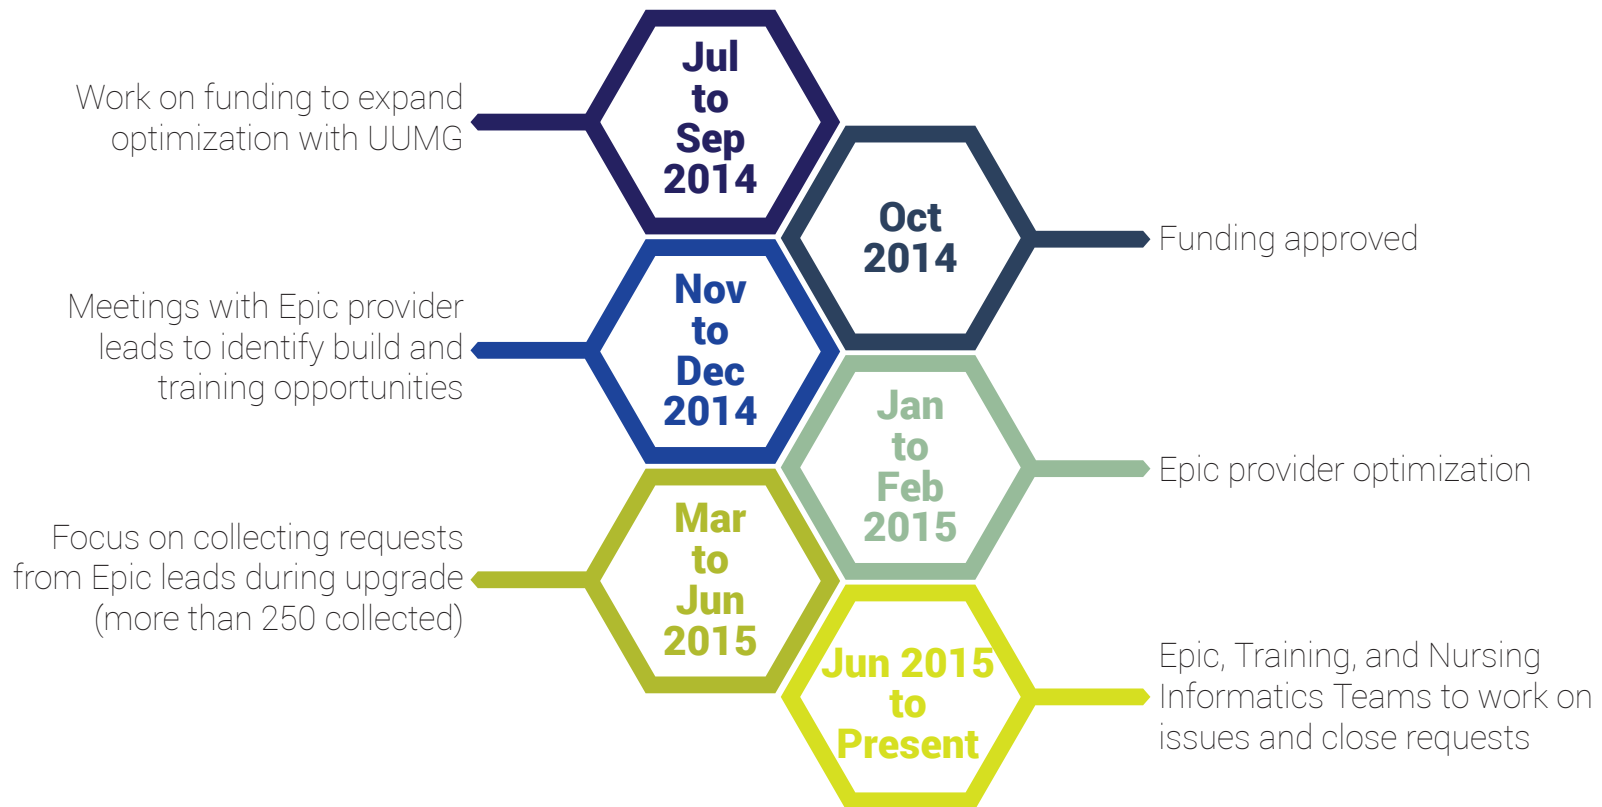 Jul
to
Sep
2014
Work on funding to expand
optimization with UUMG
Oct
2014
Funding approved
Nov
to
Dec
2014
Meetings with Epic provider
leads to identify build and
training opportunities
Jan
to
Feb
2015
Epic provider optimization
Mar
to
Jun
2015
Focus on collecting requests
from Epic leads during upgrade
(more than 250 collected)
Jun 2015
to
Present
Epic, Training, and Nursing
Informatics Teams to work on
issues and close requests